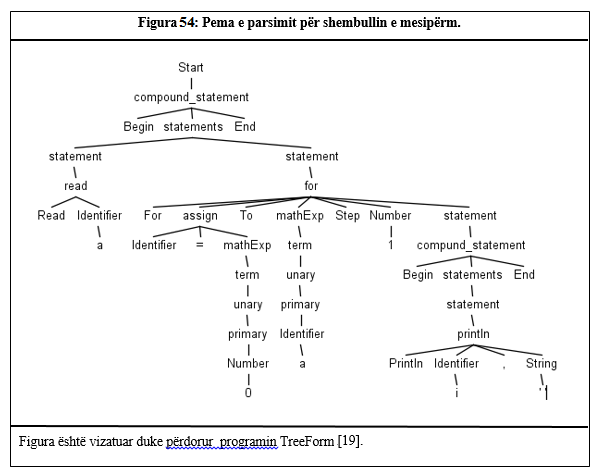 Figura 54: Pema e parsimit për shembullin e mesipërm.
Start
compound_statement
Begin statements End
statement statement
read for
Read Identifier For assign To mathExp Step Number statement
a Identifier = mathExp term 1 compund_statement
term unary Begin statements End
unary primary statement
primary Identifier println
Number a Println Identifier , String
0 i ' '
Figura është vizatuar duke përdorur programin TreeForm [19].